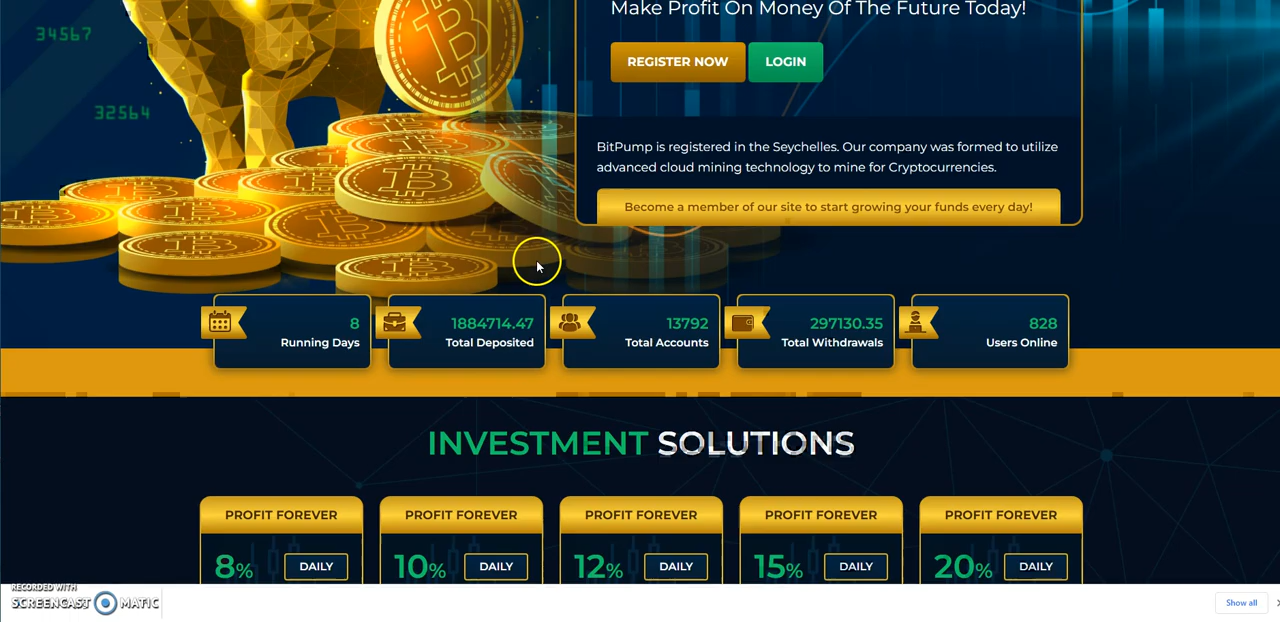 34567
32564
Make Profit On Money Of The Future Today!
REGISTER NOW
LOGIN
BitPump is registered in the Seychelles. Our company was formed to utilize
advanced cloud mining technology to mine for Cryptocurrencies.
Become a member of our site to start growing your funds every day!
8
Running Days
1884714.47
Total Deposited
13792
Total Accounts
297130.35
Total Withdrawals
828
Users Online
INVESTMENT SOLUTIONS
PROFIT FOREVER
8%
DAILY
PROFIT FOREVER
10%
DAILY
PROFIT FOREVER
12%
DAILY
PROFIT FOREVER
15%
DAILY
PROFIT FOREVER
20%
DAILY
RECORDED WITH
SCREENCAST MATIC
Show all